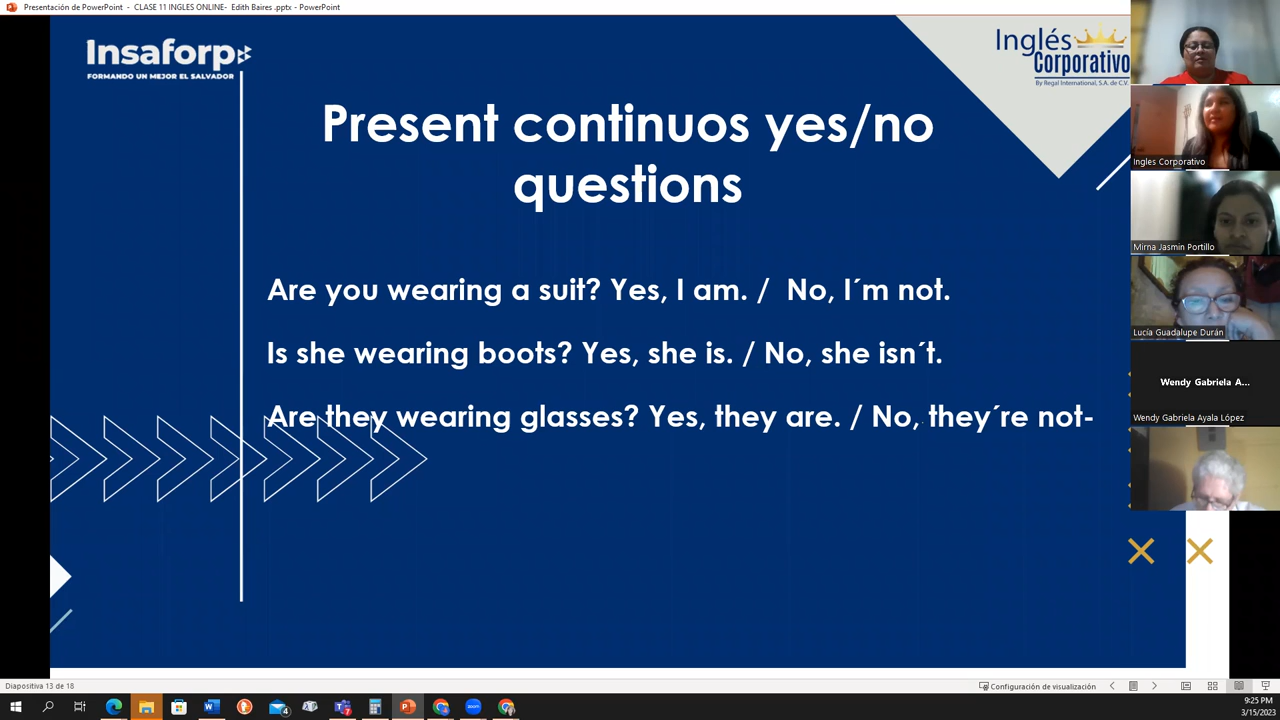 Presentación de PowerPoint - CLASE 11 INGLES ONLINE- Edith Baires .pptx - PowerPoint
Insaforp
FORMANDO UN MEJOR EL SALVADOR
Inglés
Corporativo
By Regal International, S.A. de C.V.
Present continuos yes/no
questions
Are you wearing a suit? Yes, I am. / No, I´m not.
Is she wearing boots? Yes, she is. / No, she isn´t.
Are they wearing glasses? Yes, they are. / No, they´re not-
Ingles Corporativo
Mirna Jasmin Portillo
Lucía Guadalupe Durán
Wendy Gabriela A...
Wendy Gabriela Ayala López
Diapositiva 13 de 18
Configuración de visualización
4
7
zoom
9:25 PM
3/15/2023